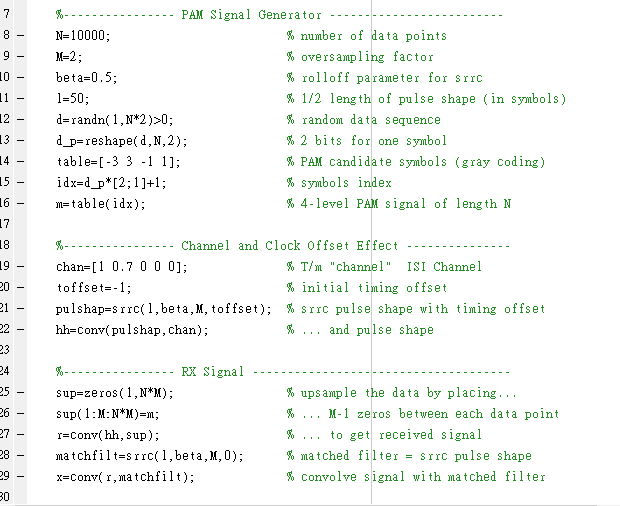 7 %---------------- PAM Signal Generator -------------------------
8 – N=10000; % number of data points
9 – M=2; % oversampling factor
10 – beta=0.5; % rolloff parameter for srrc
11 – l=50; % 1/2 length of pulse shape (in symbols)
12 – d=randn(1,N*2)>0; % random data sequence
13 – d_p=reshape(d,N,2); % 2 bits for one symbol
14 – table=[-3 3 -1 1]; % PAM candidate symbols (gray coding)
15 – idx=d_p*[2;1]+1; % symbols index
16 – m=table(idx); % 4-level PAM signal of length N
17
18 %---------------- Channel and Clock Offset Effect ---------------
19 – chan=[1 0.7 0 0 0]; % T/m "channel" ISI Channel
20 – toffset=-1; % initial timing offset
21 – pulshap=srrc(l,beta,M,toffset); % srrc pulse shape with timing offset
22 – hh=conv(pulshap,chan); % ... and pulse shape
23
24 %---------------- RX Signal -------------------------------------
25 – sup=zeros(1,N*M); % upsample the data by placing...
26 – sup(1:M:N*M)=m; % ... M-1 zeros between each data point
27 – r=conv(hh,sup); % ... to get received signal
28 – matchfilt=srrc(l,beta,M,0); % matched filter = srrc pulse shape
29 – x=conv(r,matchfilt); % convolve signal with matched filter
30